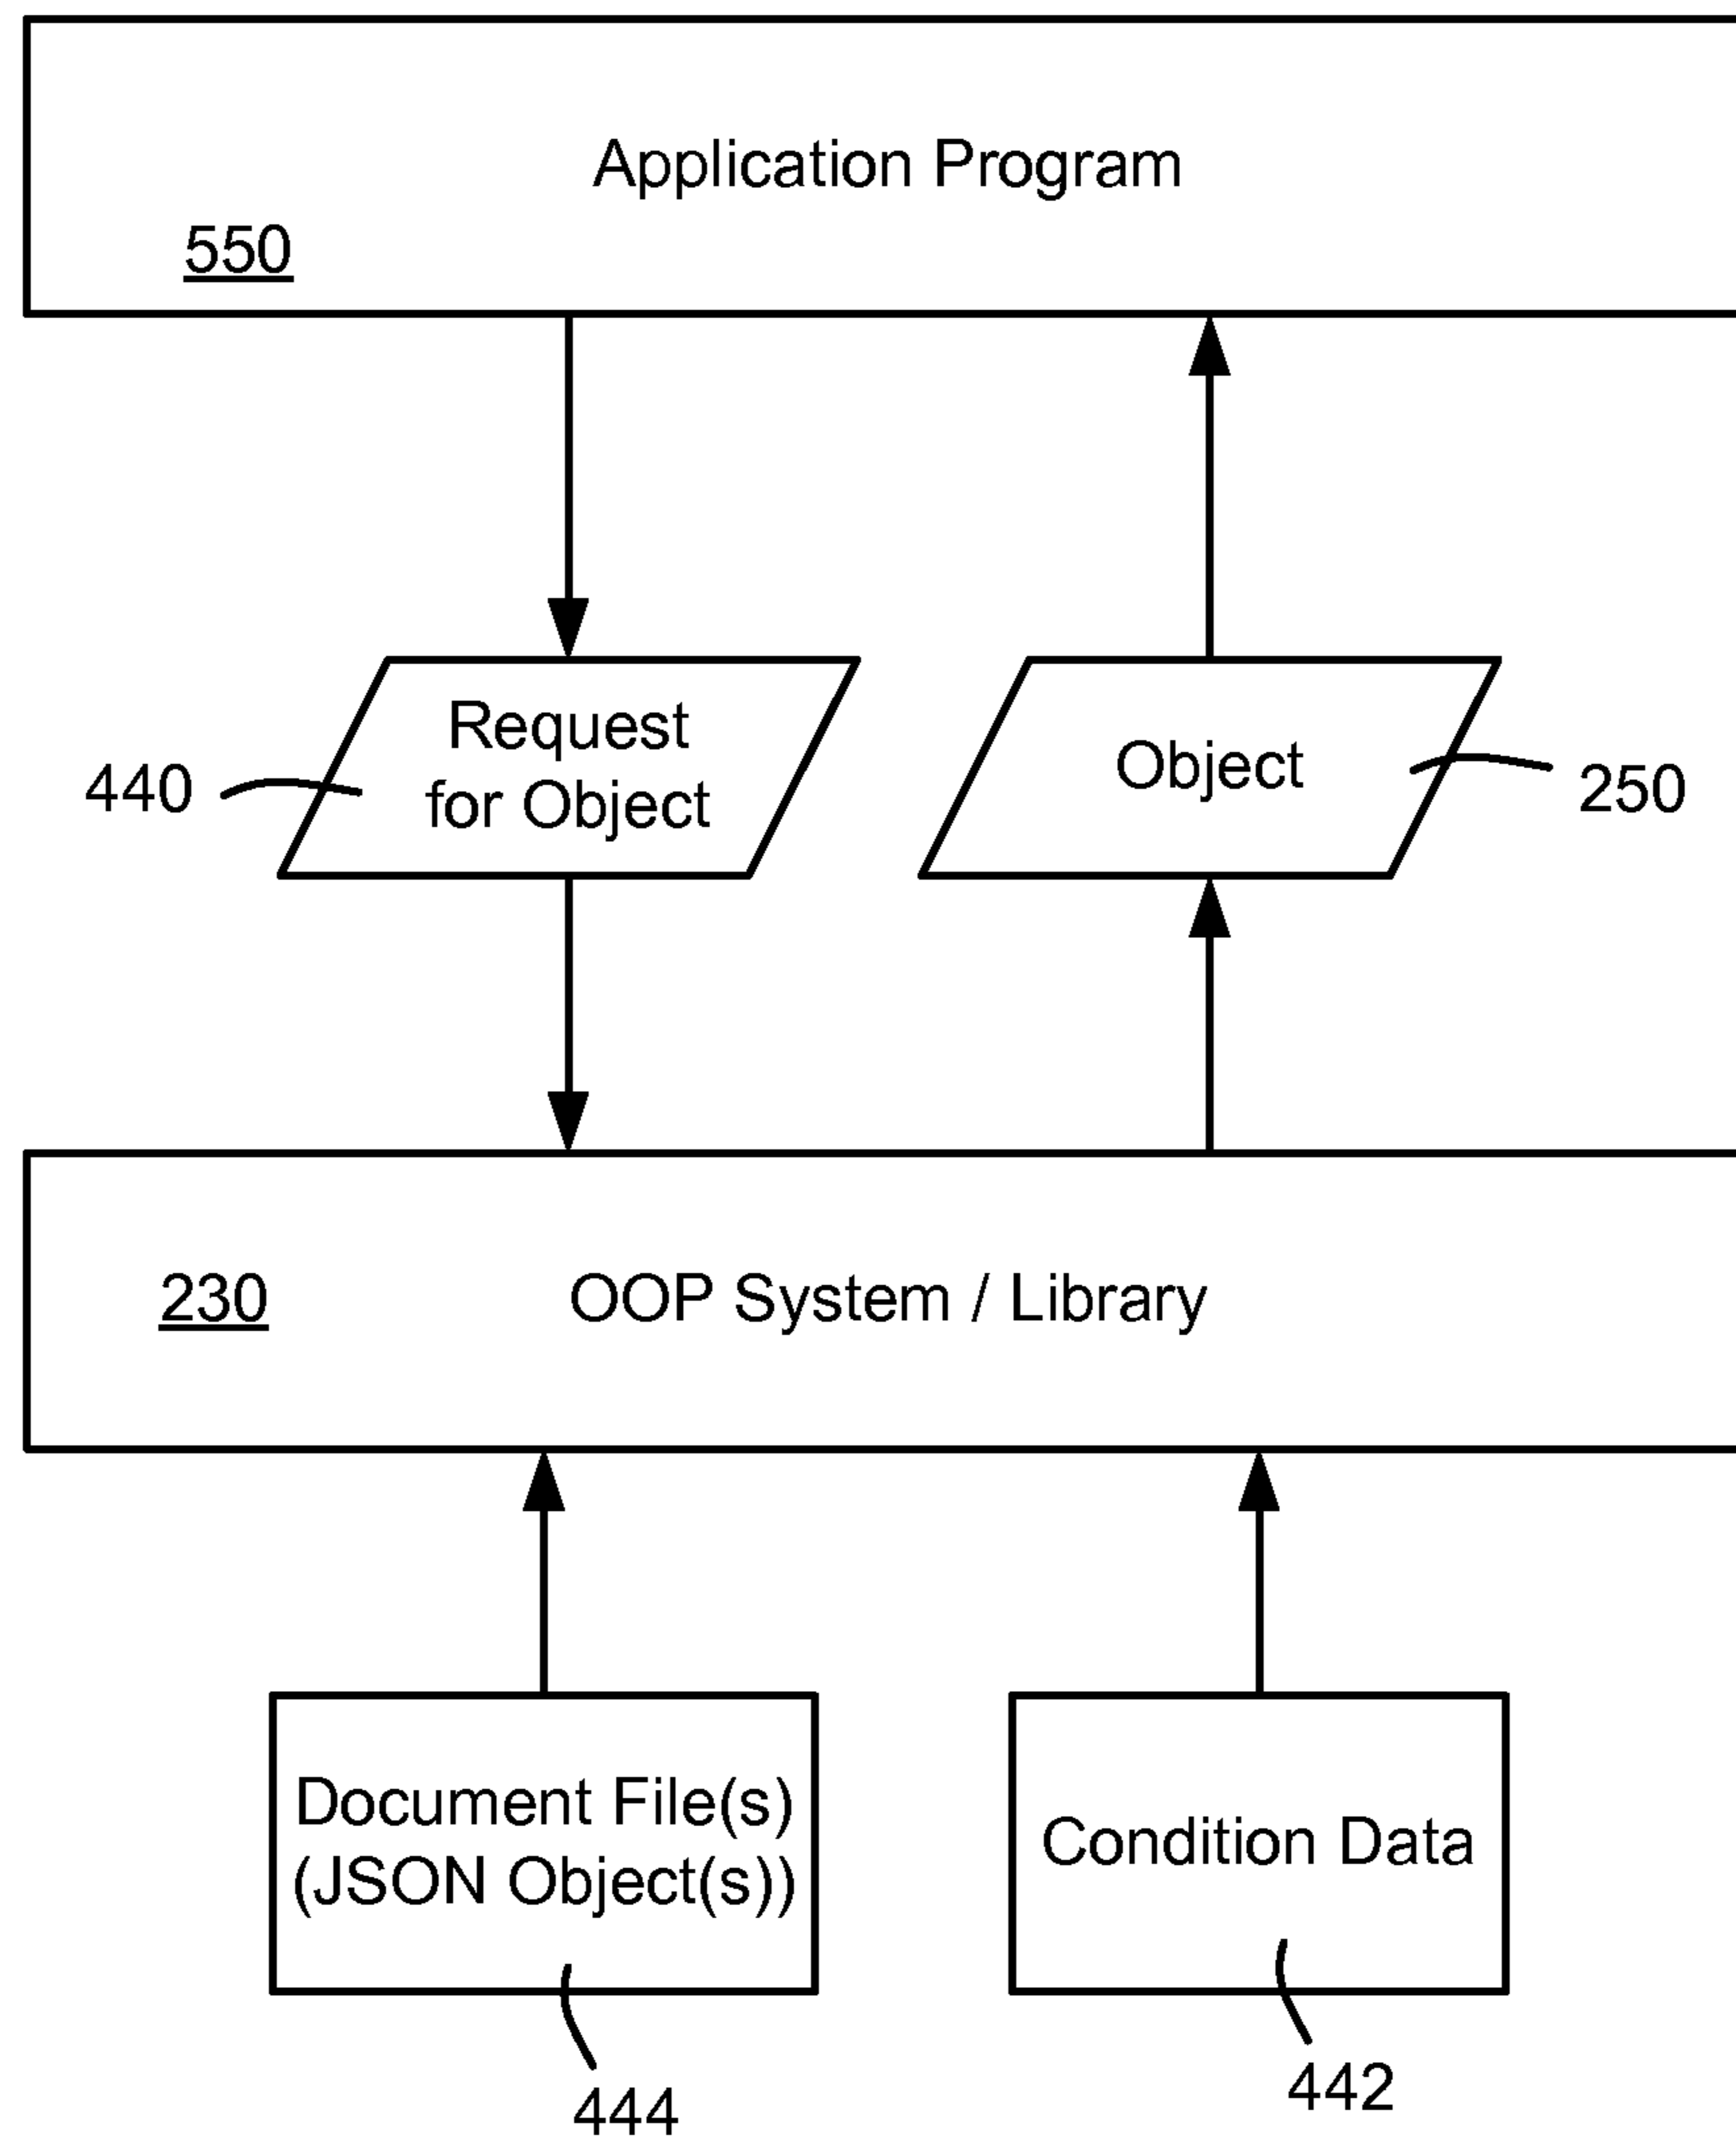 Application Program
550
Request
for Object
440
Object
250
230
OOP System / Library
Document File(s)
(JSON Object(s))
Condition Data
444
442